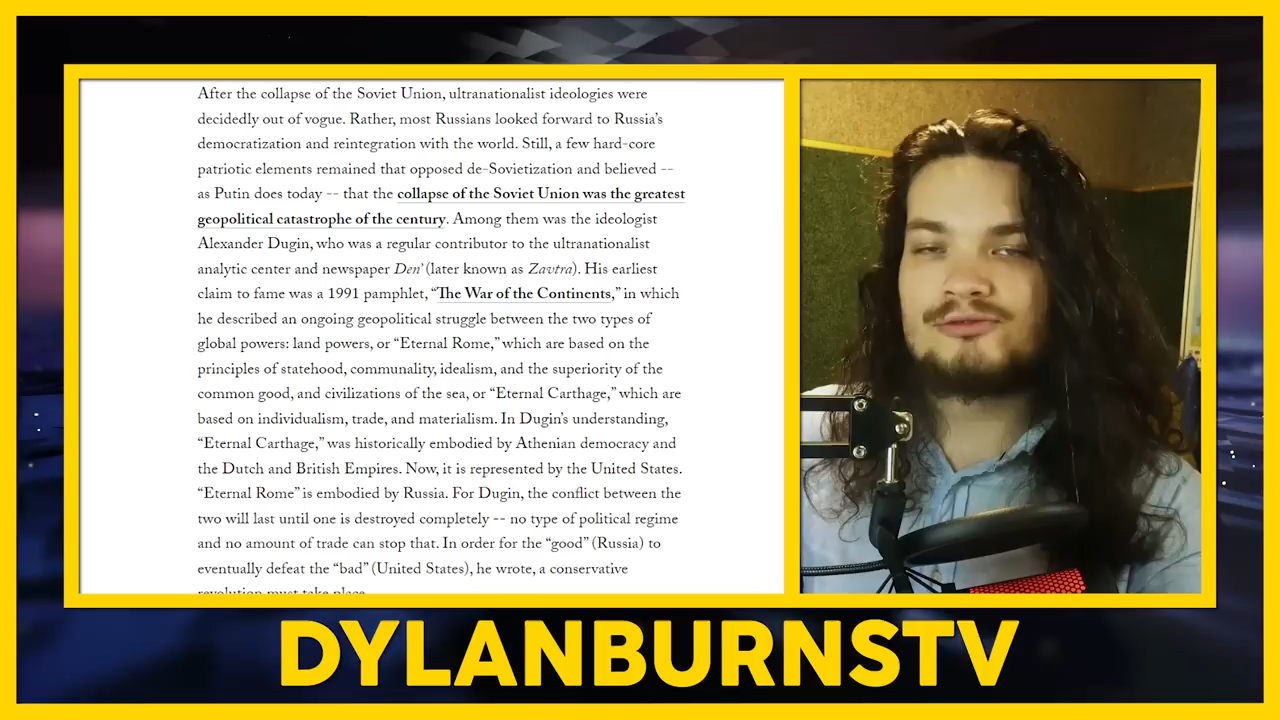 After the collapse of the Soviet Union, ultranationalist ideologies were
decidedly out of vogue. Rather, most Russians looked forward to Russia's
democratization and reintegration with the world. Still, a few hard-core
patriotic elements remained that opposed de-Sovietization and believed --
as Putin does today -- that the collapse of the Soviet Union was the greatest
geopolitical catastrophe of the century. Among them was the ideologist
Alexander Dugin, who was a regular contributor to the ultranationalist
analytic center and newspaper Den' (later known as Zavtra). His earliest
claim to fame was a 1991 pamphlet, “The War of the Continents,” in which
he described an ongoing geopolitical struggle between the two types of
global powers: land powers, or “Eternal Rome,” which are based on the
principles of statehood, communality, idealism, and the superiority of the
common good, and civilizations of the sea, or “Eternal Carthage,” which are
based on individualism, trade, and materialism. In Dugin's understanding,
“Eternal Carthage,” was historically embodied by Athenian democracy and
the Dutch and British Empires. Now, it is represented by the United States.
“Eternal Rome” is embodied by Russia. For Dugin, the conflict between the
two will last until one is destroyed completely -- no type of political regime
and no amount of trade can stop that. In order for the “good” (Russia) to
eventually defeat the “bad” (United States), he wrote, a conservative
revolution must take place.
DYLANBURNSTV